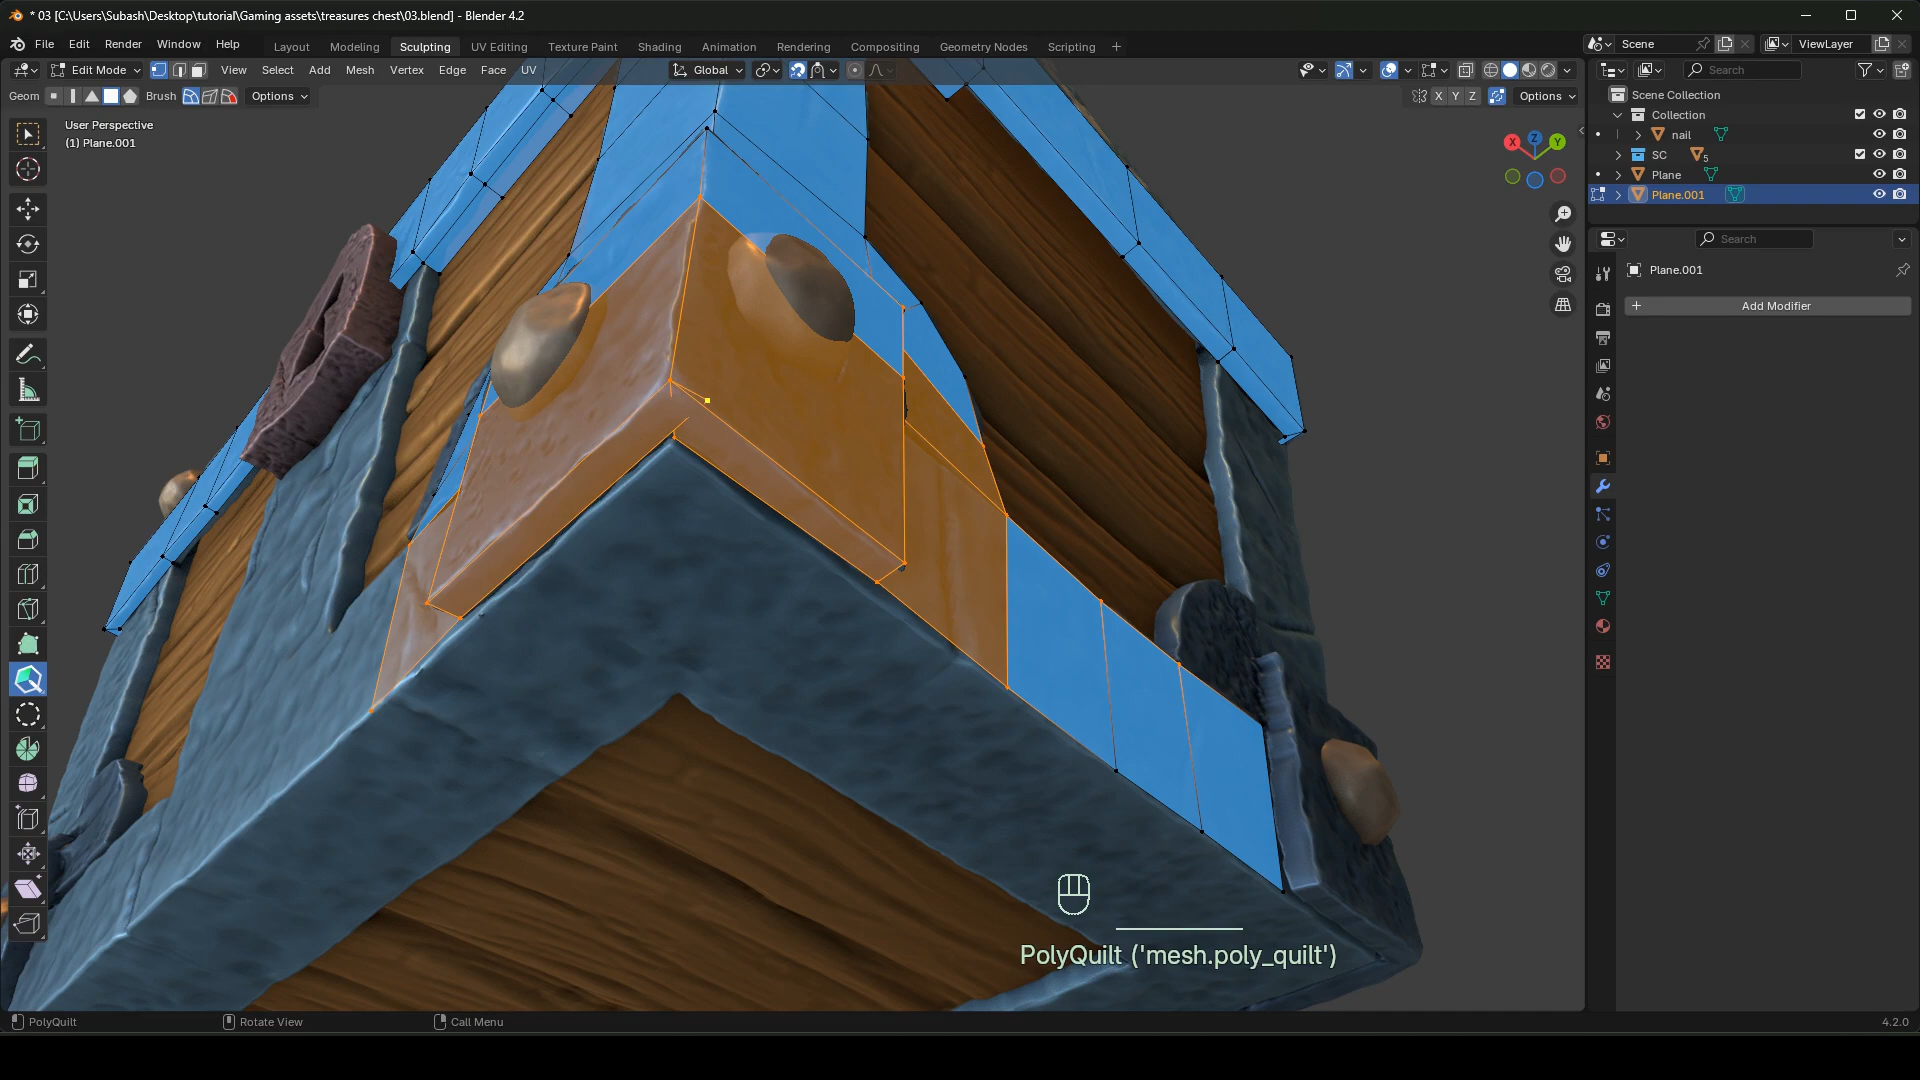 * 03 [C:\Users\Subash\Desktop\tutorial\Gaming assets\treasures chest\03.blend] - Blender 4.2
File Edit Render Window Help
Layout Modeling Sculpting UV Editing Texture Paint Shading Animation Rendering Compositing Geometry Nodes Scripting +
Scene
ViewLayer
Edit Mode View Select Add Mesh Vertex Edge Face UV
Global
Search
Geom Brush Options
X Y Z Options
User Perspective
(1) Plane.001
X Z Y
Scene Collection
Collection
nail
SC 5
Plane
Plane.001
Search
Plane.001
+ Add Modifier
PolyQuilt ('mesh.poly_quilt')
PolyQuilt Rotate View Call Menu
4.2.0